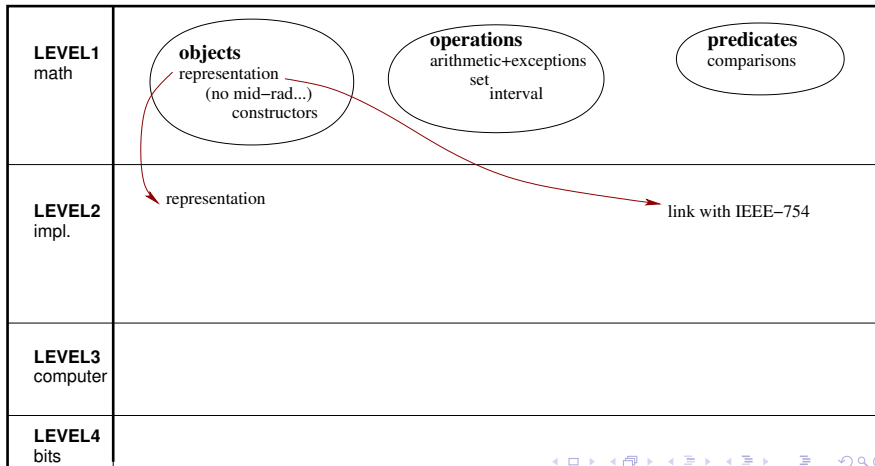 LEVEL1
math
objects
representation
(no mid−rad...)
constructors
operations
arithmetic+exceptions
set
interval
predicates
comparisons
LEVEL2
impl.
representation
link with IEEE−754
LEVEL3
computer
LEVEL4
bits